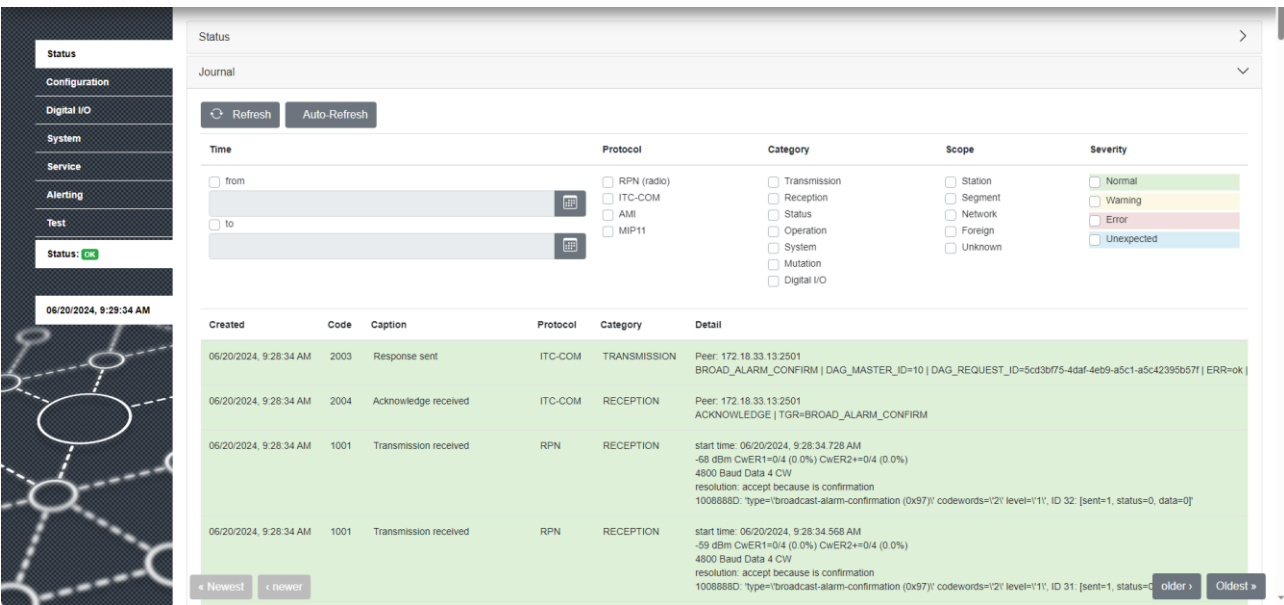 Status
Configuration
Digital I/O
System
Service
Alerting
Test
Status: OK
06/20/2024, 9:29:34 AM
Status
Journal
Refresh Auto-Refresh
Time Protocol Category Scope Severity
from RPN (radio) Transmission Station Normal
ITC-COM Reception Segment Warning
AMI Status Network Error
to MIP11 Operation Foreign Unexpected
System Unknown
Mutation
Digital I/O
Created Code Caption Protocol Category Detail
06/20/2024, 9:28:34 AM 2003 Response sent ITC-COM TRANSMISSION Peer: 172.18.33.13:2501
BROAD_ALARM_CONFIRM | DAG_MASTER_ID=10 | DAG_REQUEST_ID=5cd3bf75-4daf-4eb9-a5c1-a5c42395b57f | ERR=ok |
06/20/2024, 9:28:34 AM 2004 Acknowledge received ITC-COM RECEPTION Peer: 172.18.33.13:2501
ACKNOWLEDGE | TGR=BROAD_ALARM_CONFIRM
06/20/2024, 9:28:34 AM 1001 Transmission received RPN RECEPTION start time: 06/20/2024, 9:28:34.728 AM
-68 dBm CwER1=0/4 (0.0%) CwER2+=0/4 (0.0%)
4800 Baud Data 4 CW
resolution: accept because is confirmation
1008888D: 'type=\'broadcast-alarm-confirmation (0x97)\' codewords=\'2\' level=\'1\', ID 32: [sent=1, status=0, data=0]'
06/20/2024, 9:28:34 AM 1001 Transmission received RPN RECEPTION start time: 06/20/2024, 9:28:34.568 AM
-59 dBm CwER1=0/4 (0.0%) CwER2+=0/4 (0.0%)
4800 Baud Data 4 CW
resolution: accept because is confirmation
1008888D: 'type=\'broadcast-alarm-confirmation (0x97)\' codewords=\'2\' level=\'1\', ID 31: [sent=1, status=
« Newest ‹ newer older › Oldest »